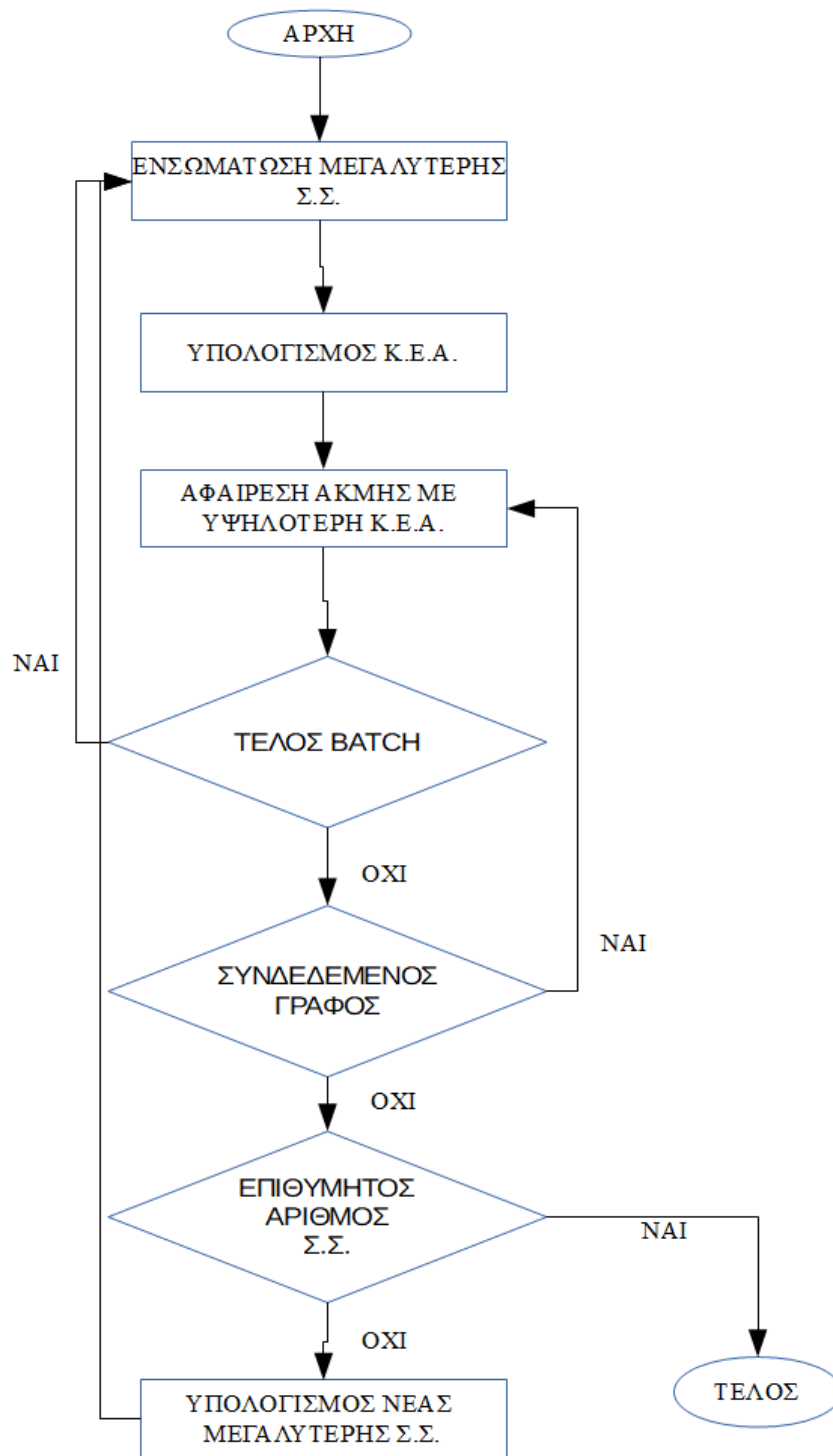 ΑΡΧΗ
ΕΝΣΩΜΑΤΩΣΗ ΜΕΓΑΛΥΤΕΡΗΣ
Σ.Σ.
ΥΠΟΛΟΓΙΣΜΟΣ Κ.Ε.Α.
ΑΦΑΙΡΕΣΗ ΑΚΜΗΣ ΜΕ
ΥΨΗΛΟΤΕΡΗ Κ.Ε.Α.
ΝΑΙ
ΤΕΛΟΣ BATCH
ΟΧΙ
ΣΥΝΔΕΔΕΜΕΝΟΣ
ΓΡΑΦΟΣ
ΝΑΙ
ΟΧΙ
ΕΠΙΘΥΜΗΤΟΣ
ΑΡΙΘΜΟΣ
Σ.Σ.
ΝΑΙ
ΟΧΙ
ΤΕΛΟΣ
ΥΠΟΛΟΓΙΣΜΟΣ ΝΕΑΣ
ΜΕΓΑΛΥΤΕΡΗΣ Σ.Σ.